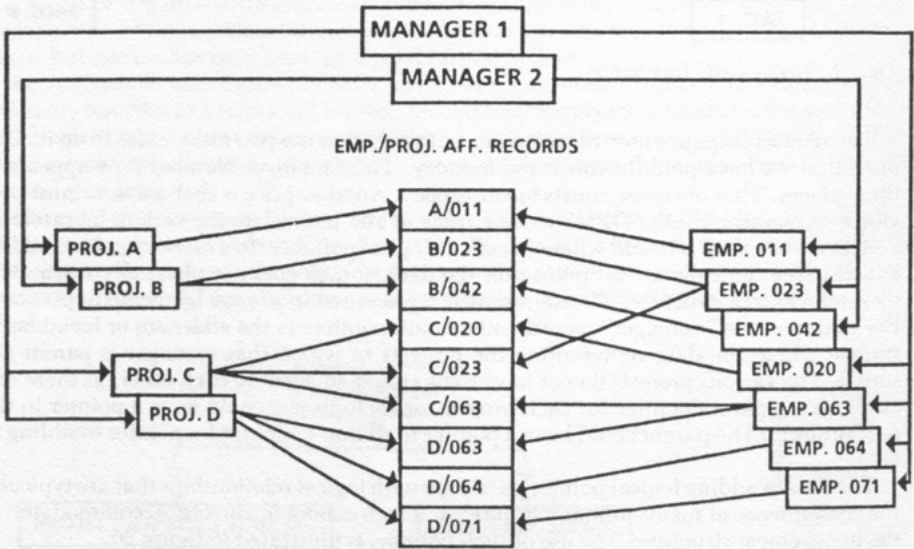 MANAGER 1
MANAGER 2
EMP./PROJ. AFF. RECORDS
A/011
B/023
B/042
D/020
C/023
D/063
D/063
D/064
D/071
PROJ. A
PROJ. B
PROJ. C
PROJ. D
EMP. 011
EMP. 023
EMP. 042
EMP. 020
EMP. 063
EMP. 064
EMP. 071